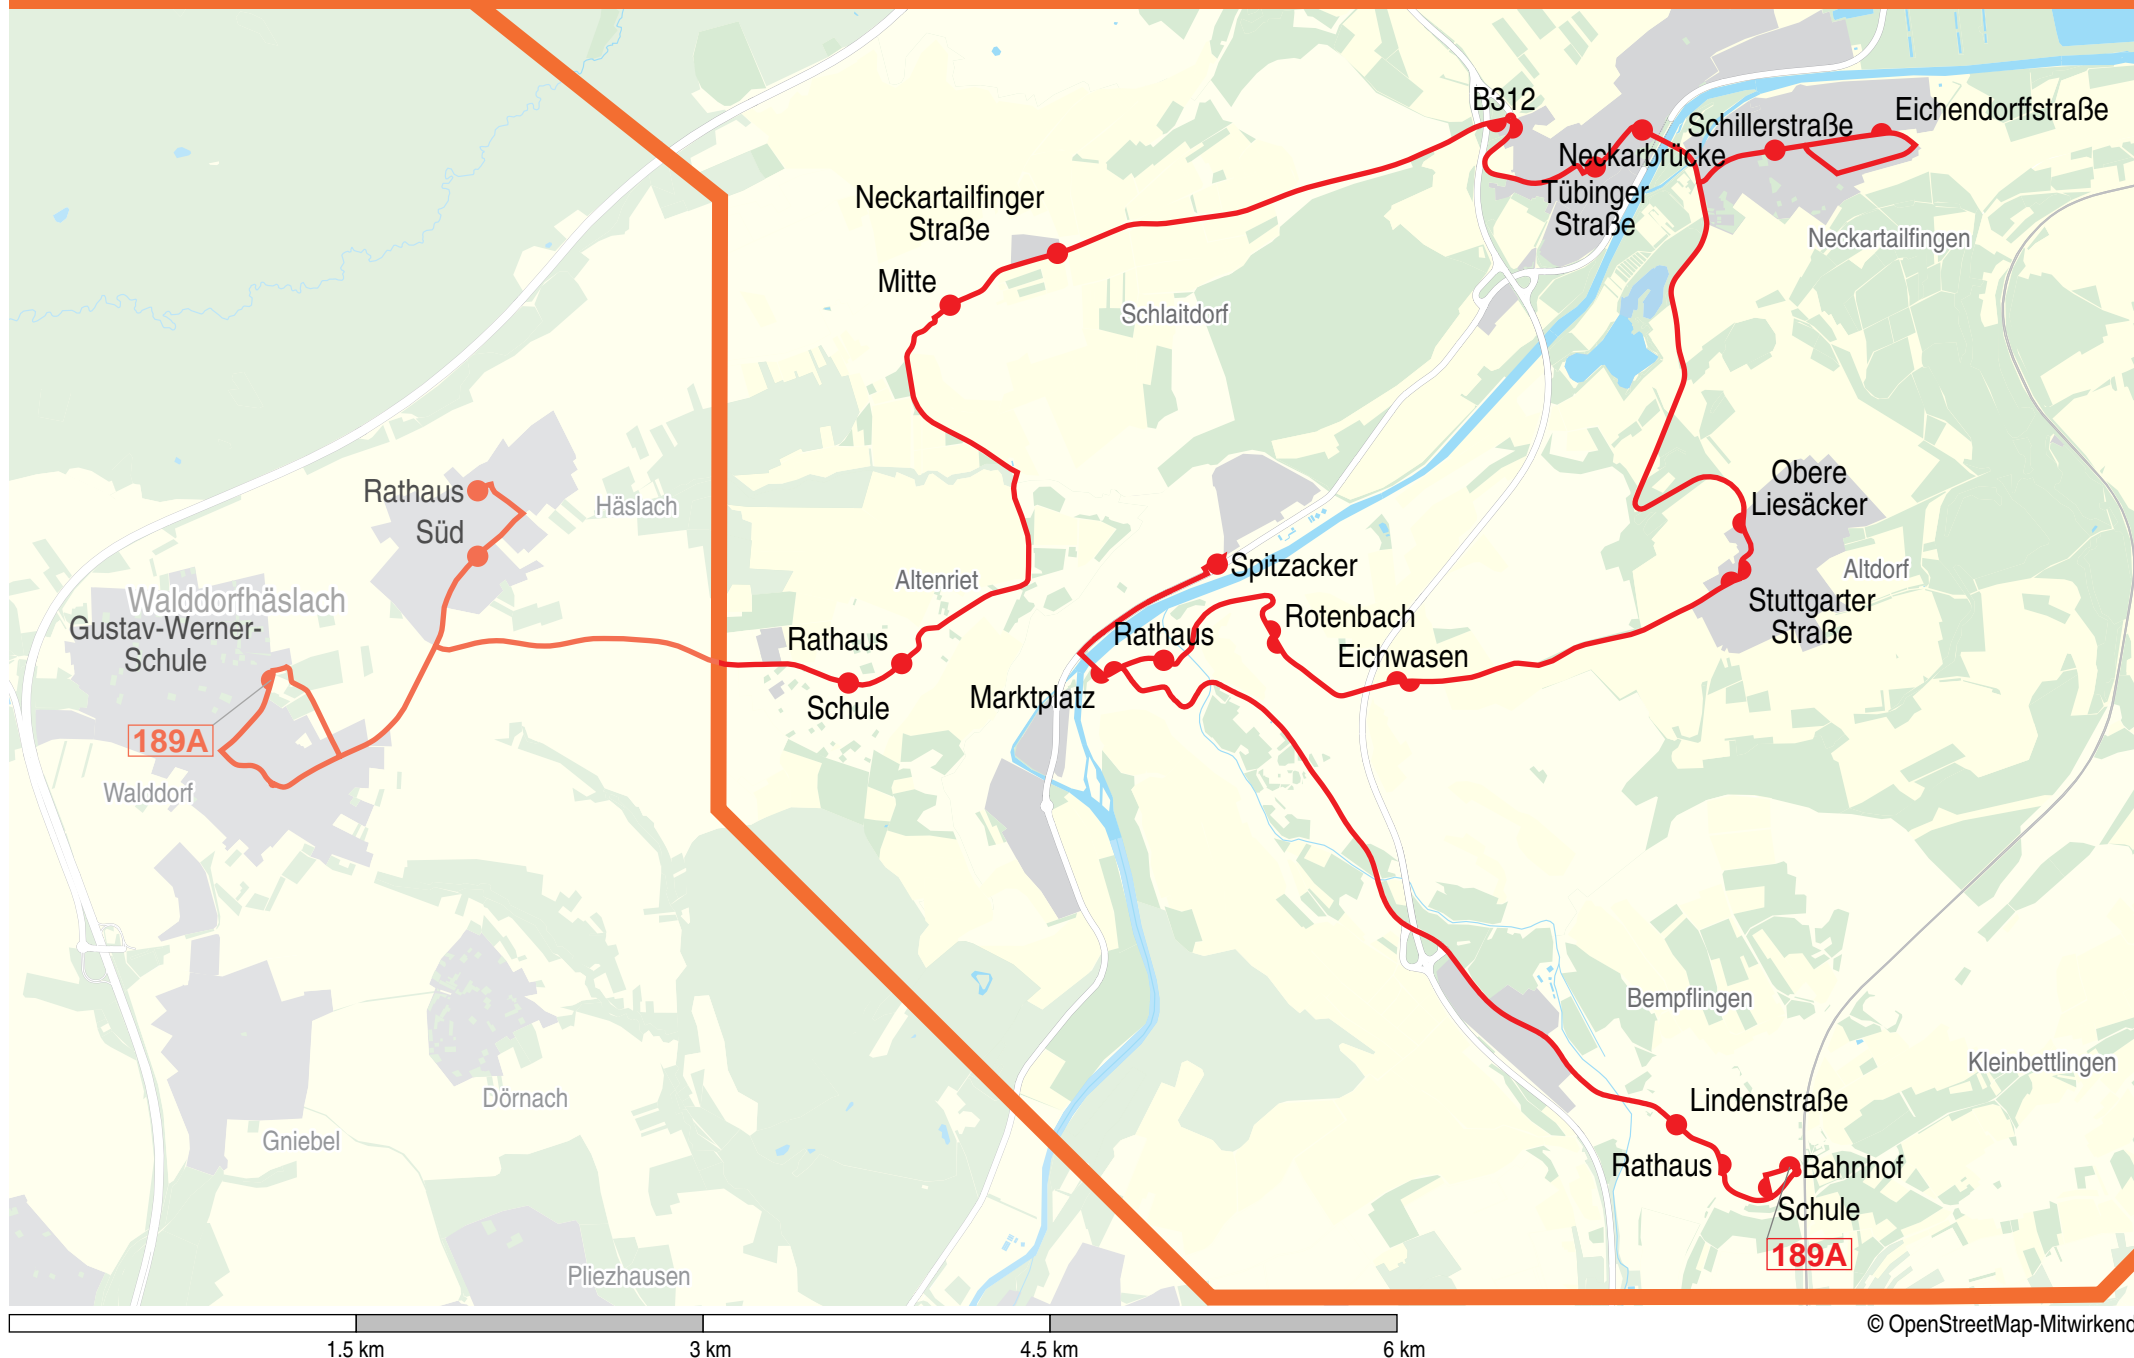 B312
Eichendorffstraße
Schillerstraße
Neckarbrücke
Tübinger
Straße
Neckartailfingen
Neckartailfinger
Straße
Mitte
Schlaitdorf
Rathaus
Süd
Häslach
Obere
Liesäcker
Altdorf
Stuttgarter
Straße
Spitzacker
Altenriet
Walddorfhäslach
Gustav-Werner-
Schule
Rathaus
Schule
Rathaus
Rotenbach
Eichwasen
Marktplatz
189A
Walddorf
Bempflingen
Kleinbettlingen
Dörnach
Gniebel
Lindenstraße
Rathaus
Bahnhof
Schule
189A
Pliezhausen
1.5 km
3 km
4.5 km
6 km
© OpenStreetMap-Mitwirkend